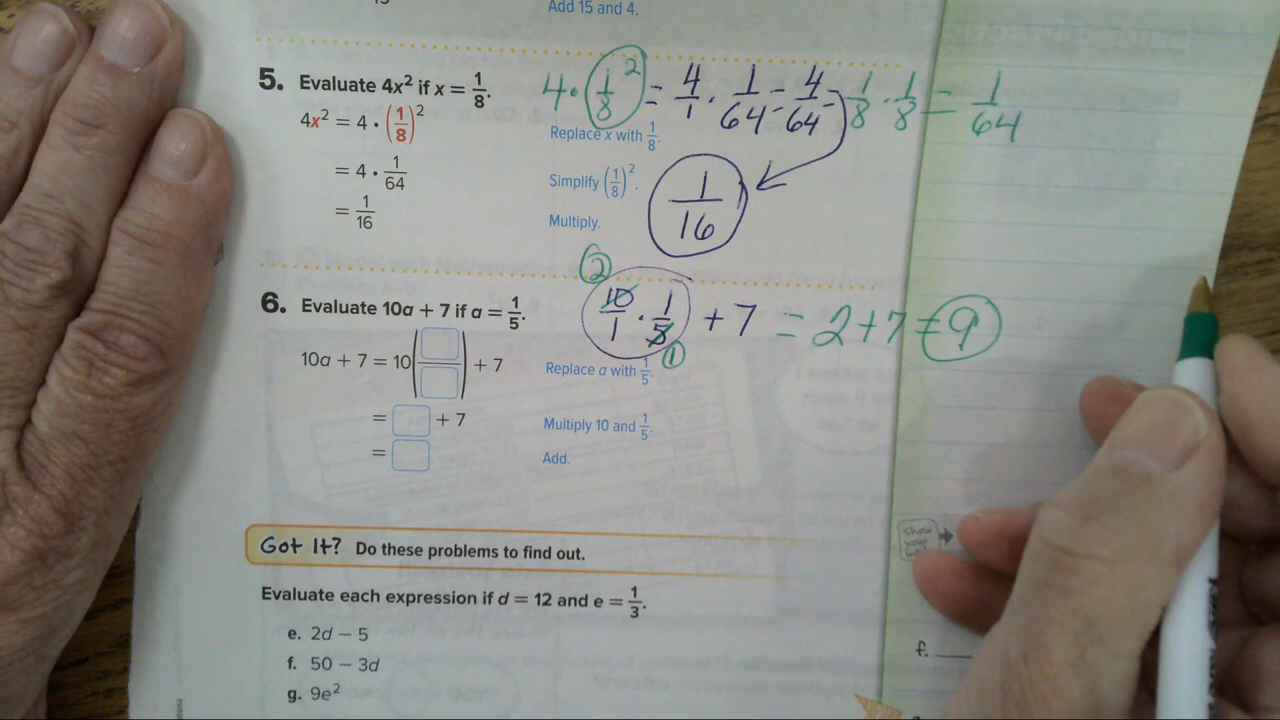 Add 15 and 4.
5. Evaluate 4x² if x = 1/8.
4 · (1/8)² = 4/1 · 1/64 = 4/64 1/8 · 1/8 = 1/64
4x² = 4 · (1/8)²
Replace x with 1/8.
= 4 · 1/64
Simplify (1/8)².
1/16
= 1/16
Multiply.
6. Evaluate 10a + 7 if a = 1/5.
② 10/1 · 1/5 ① + 7 = 2+7 = 9
10a + 7 = 10( / ) + 7
Replace a with 1/5.
= + 7
Multiply 10 and 1/5.
=
Add.
Got It? Do these problems to find out.
Evaluate each expression if d = 12 and e = 1/3.
show your
e. 2d − 5
f. 50 − 3d
f. ___
g. 9e²